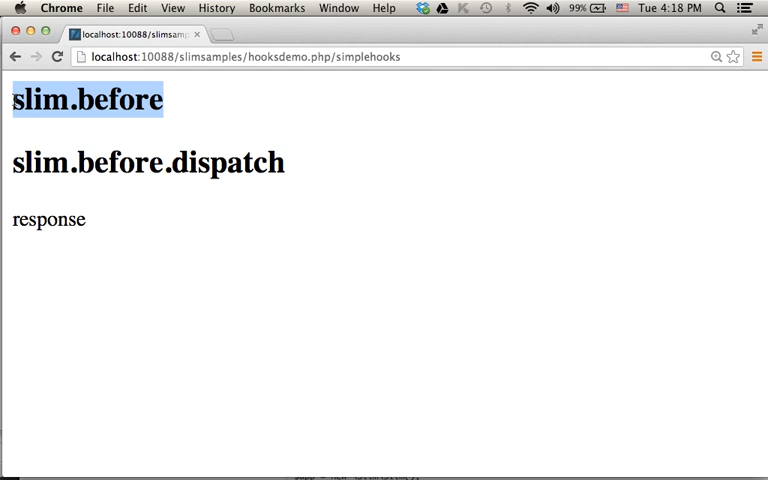 Chrome File Edit View History Bookmarks Window Help 99% Tue 4:18 PM
localhost:10088/slimsamp
localhost:10088/slimsamples/hooksdemo.php/simplehooks
slim.before
slim.before.dispatch
response